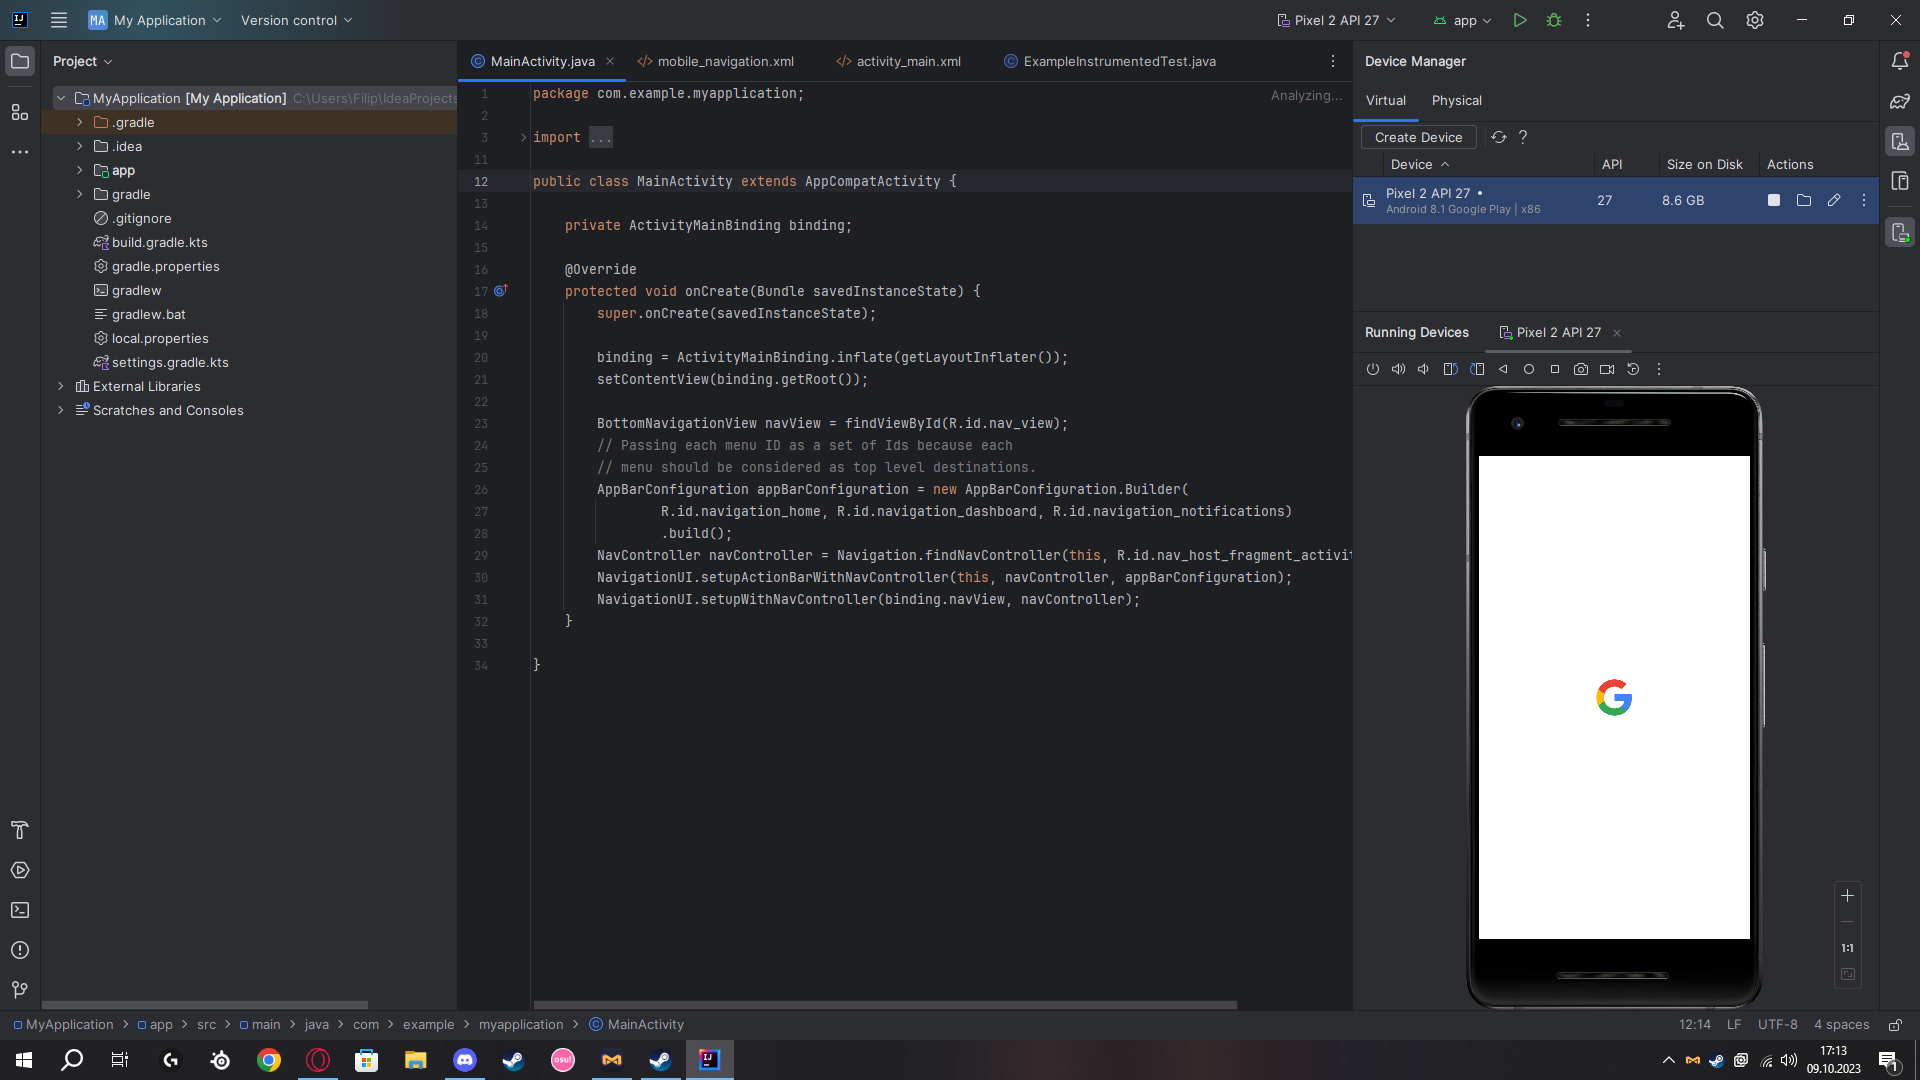 MA My Application Version control Pixel 2 API 27 app
Project
MyApplication [My Application] C:\Users\Filip\IdeaProjects
.gradle
.idea
app
gradle
.gitignore
build.gradle.kts
gradle.properties
gradlew
gradlew.bat
local.properties
settings.gradle.kts
External Libraries
Scratches and Consoles
MainActivity.java mobile_navigation.xml activity_main.xml ExampleInstrumentedTest.java
Analyzing...
1 package com.example.myapplication;
2
3 import ...
11
12 public class MainActivity extends AppCompatActivity {
13
14 private ActivityMainBinding binding;
15
16 @Override
17 protected void onCreate(Bundle savedInstanceState) {
18 super.onCreate(savedInstanceState);
19
20 binding = ActivityMainBinding.inflate(getLayoutInflater());
21 setContentView(binding.getRoot());
22
23 BottomNavigationView navView = findViewById(R.id.nav_view);
24 // Passing each menu ID as a set of Ids because each
25 // menu should be considered as top level destinations.
26 AppBarConfiguration appBarConfiguration = new AppBarConfiguration.Builder(
27 R.id.navigation_home, R.id.navigation_dashboard, R.id.navigation_notifications)
28 .build();
29 NavController navController = Navigation.findNavController(this, R.id.nav_host_fragment_activit
30 NavigationUI.setupActionBarWithNavController(this, navController, appBarConfiguration);
31 NavigationUI.setupWithNavController(binding.navView, navController);
32 }
33
34 }
Device Manager
Virtual Physical
Create Device ?
Device API Size on Disk Actions
Pixel 2 API 27 • 27 8.6 GB
Android 8.1 Google Play | x86
Running Devices Pixel 2 API 27
G
1:1
MyApplication > app > src > main > java > com > example > myapplication > MainActivity
12:14 LF UTF-8 4 spaces
osu!
17:13
09.10.2023
1